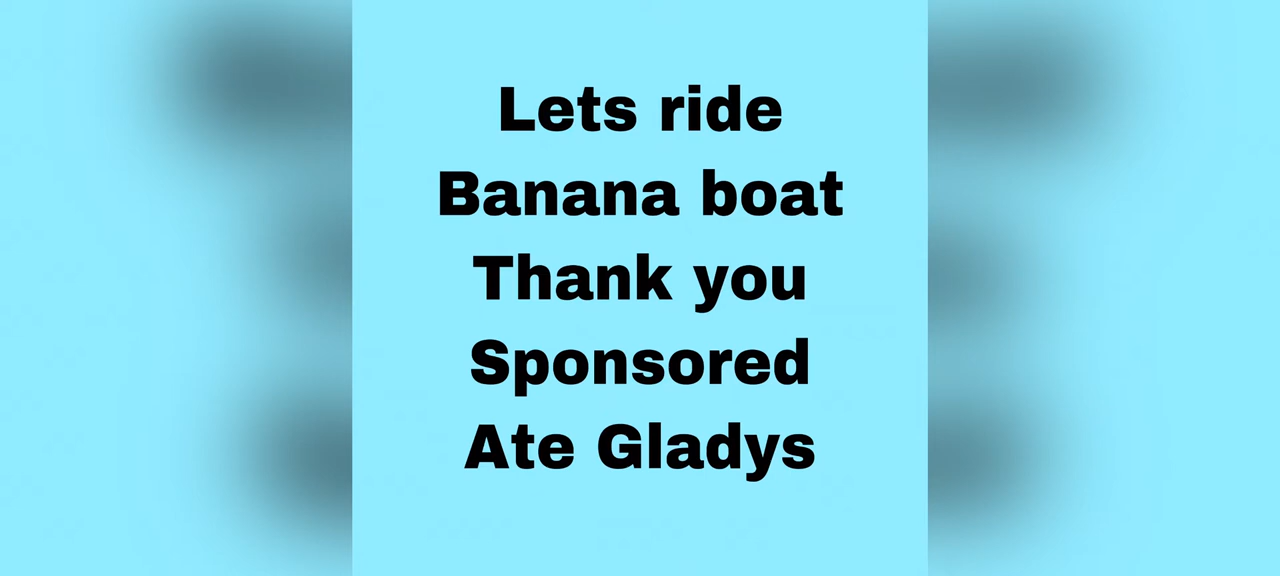 Lets ride
Banana boat
Thank you
Sponsored
Ate Gladys